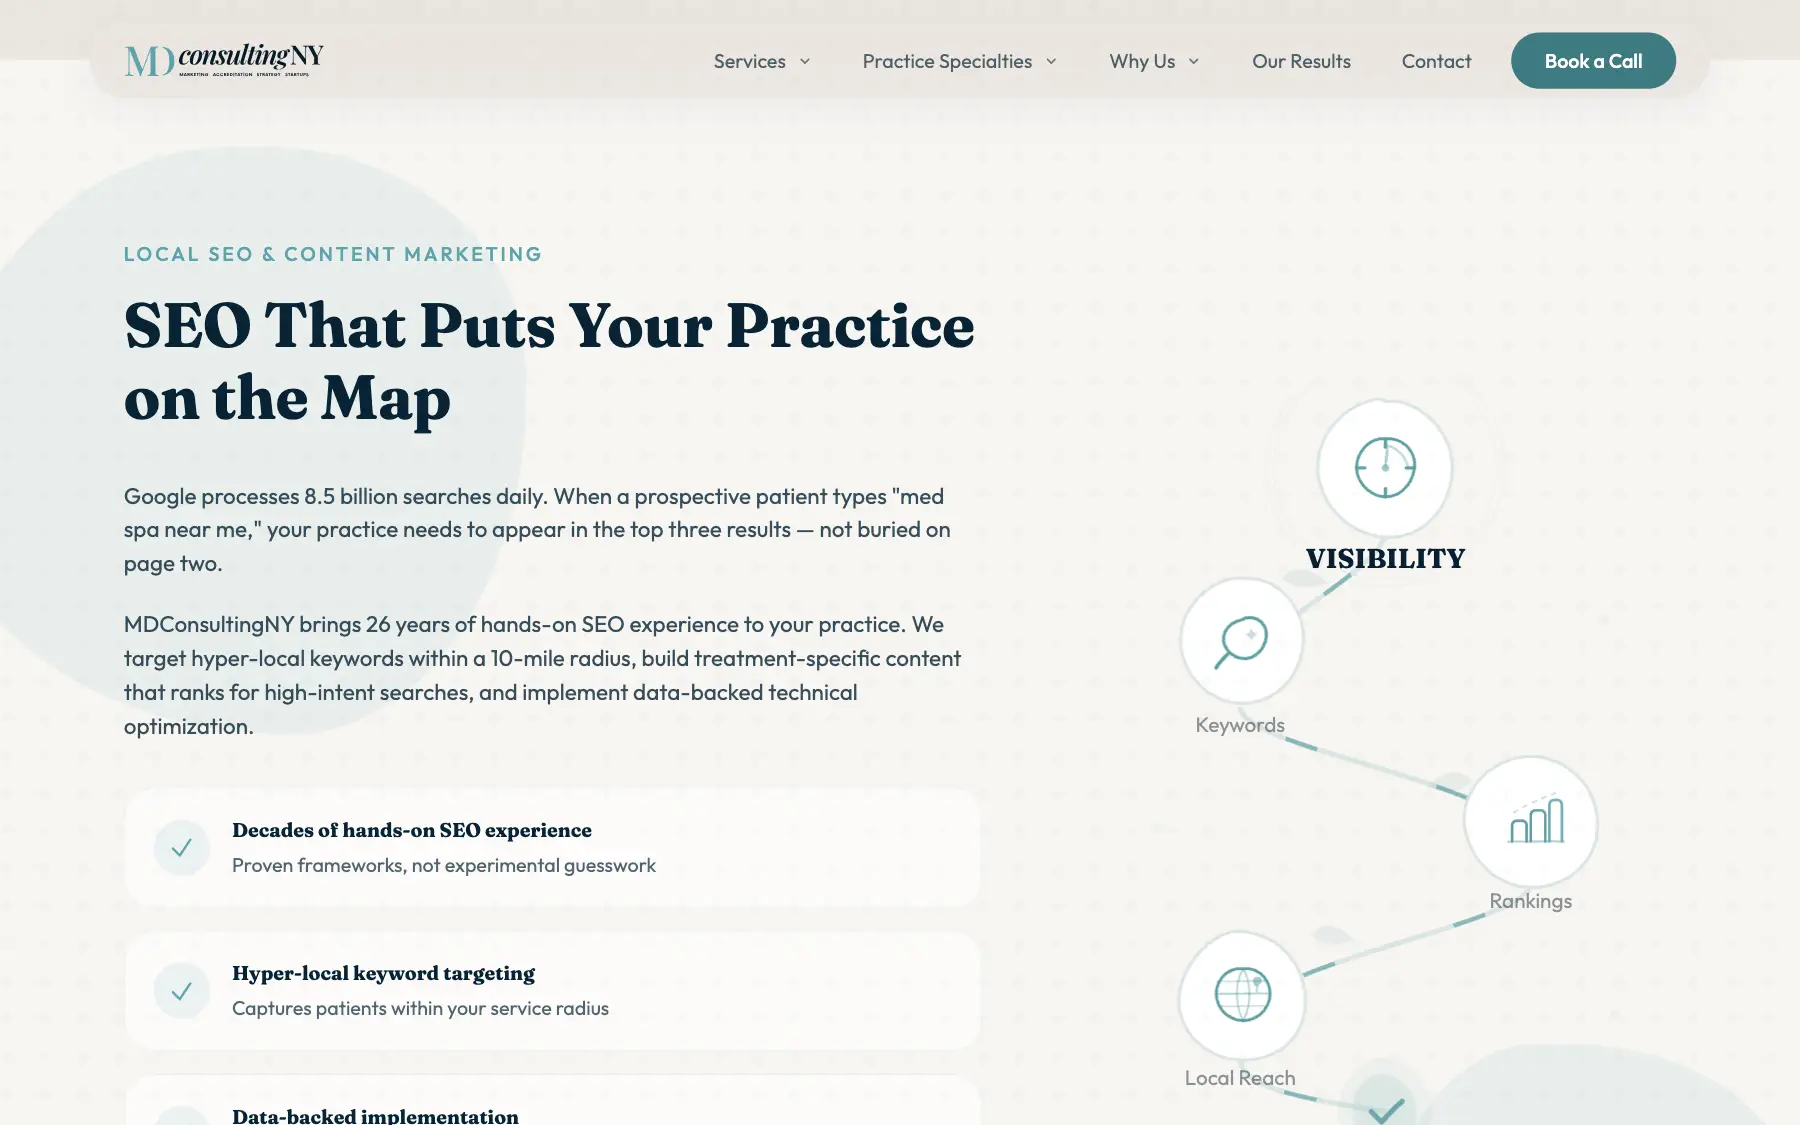 MD consultingNY
MARKETING ACCREDITATION STRATEGY STARTUPS
Services
Practice Specialties
Why Us
Our Results
Contact
Book a Call
LOCAL SEO & CONTENT MARKETING
SEO That Puts Your Practice
on the Map
Google processes 8.5 billion searches daily. When a prospective patient types "med
spa near me," your practice needs to appear in the top three results — not buried on
page two.
MDConsultingNY brings 26 years of hands-on SEO experience to your practice. We
target hyper-local keywords within a 10-mile radius, build treatment-specific content
that ranks for high-intent searches, and implement data-backed technical
optimization.
Decades of hands-on SEO experience
Proven frameworks, not experimental guesswork
Hyper-local keyword targeting
Captures patients within your service radius
Data-backed implementation
VISIBILITY
Keywords
Rankings
Local Reach